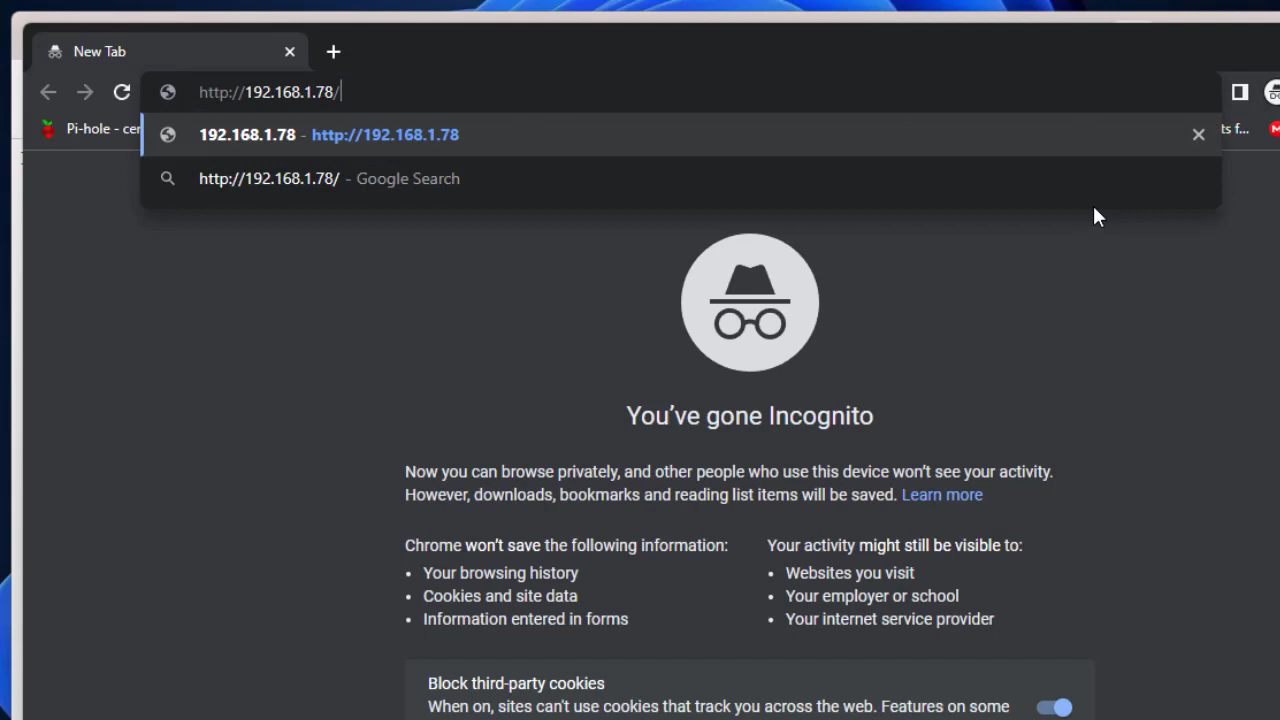 New Tab
http://192.168.1.78/
Pi-hole - cer
ts f...
192.168.1.78 - http://192.168.1.78
http://192.168.1.78/ - Google Search
You've gone Incognito
Now you can browse privately, and other people who use this device won't see your activity.
However, downloads, bookmarks and reading list items will be saved. Learn more
Chrome won't save the following information:
• Your browsing history
• Cookies and site data
• Information entered in forms
Your activity might still be visible to:
• Websites you visit
• Your employer or school
• Your internet service provider
Block third-party cookies
When on, sites can't use cookies that track you across the web. Features on some